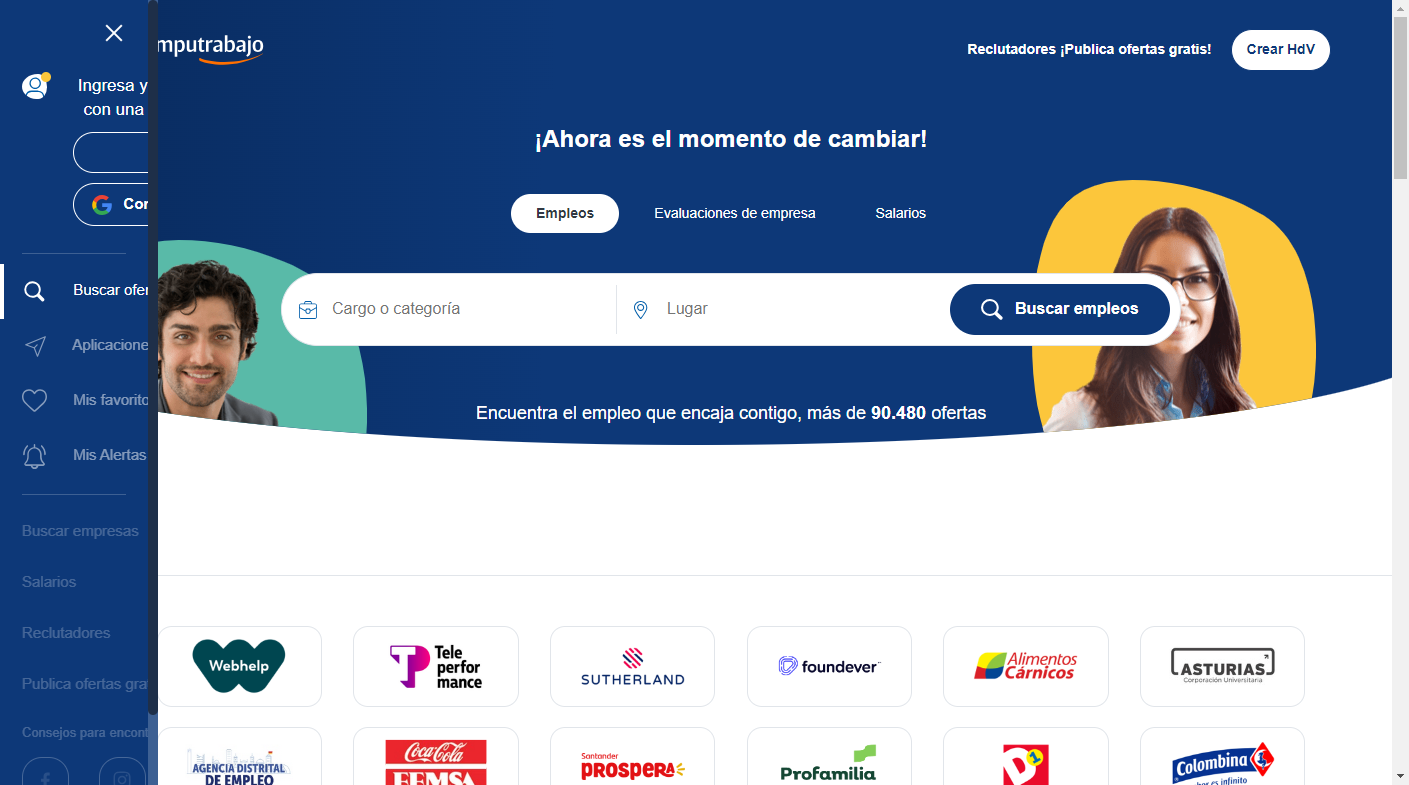 mputrabajo
Reclutadores ¡Publica ofertas gratis!
Crear HdV
Ingresa y
con una
Cor
Buscar ofer
Aplicacione
Mis favorito
Mis Alertas
Buscar empresas
Salarios
Reclutadores
Publica ofertas gra
Consejos para encont
¡Ahora es el momento de cambiar!
Empleos
Evaluaciones de empresa
Salarios
Cargo o categoría
Lugar
Buscar empleos
Encuentra el empleo que encaja contigo, más de 90.480 ofertas
Webhelp
Tele
perfor
mance
SUTHERLAND
foundever
Alimentos
Cárnicos
ASTURIAS
Corporación Universitaria
AGENCIA DISTRITAL
DE EMPLEO
Coca-Cola
FEMSA
Santander
PROSPERA
Profamilia
D1
Colombina